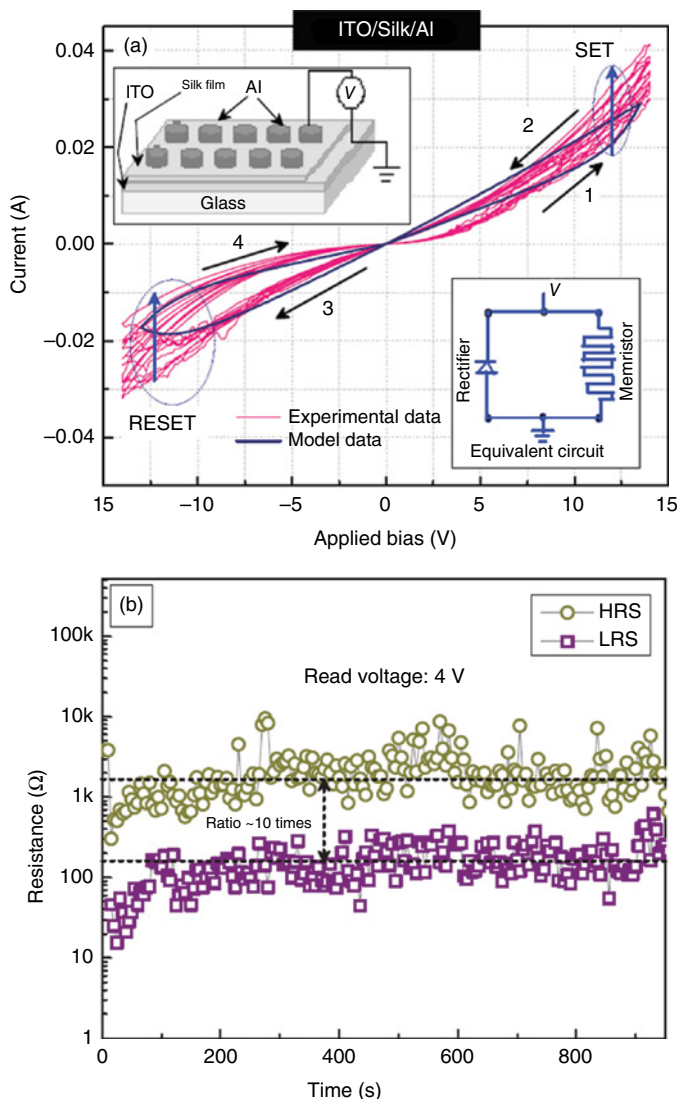 ITO/Silk/Al
(a)
0.04
0.02
0.00
−0.02
−0.04
Current (A)
ITO
Silk film
Al
V
Glass
SET
2
1
4
3
RESET
Experimental data
Model data
V
Rectifier
Memristor
Equivalent circuit
15 −10 −5 0 5 10 15
Applied bias (V)
(b)
HRS
LRS
Read voltage: 4 V
100k
10k
1k
100
10
1
Ratio ~10 times
Resistance (Ω)
0 200 400 600 800
Time (s)